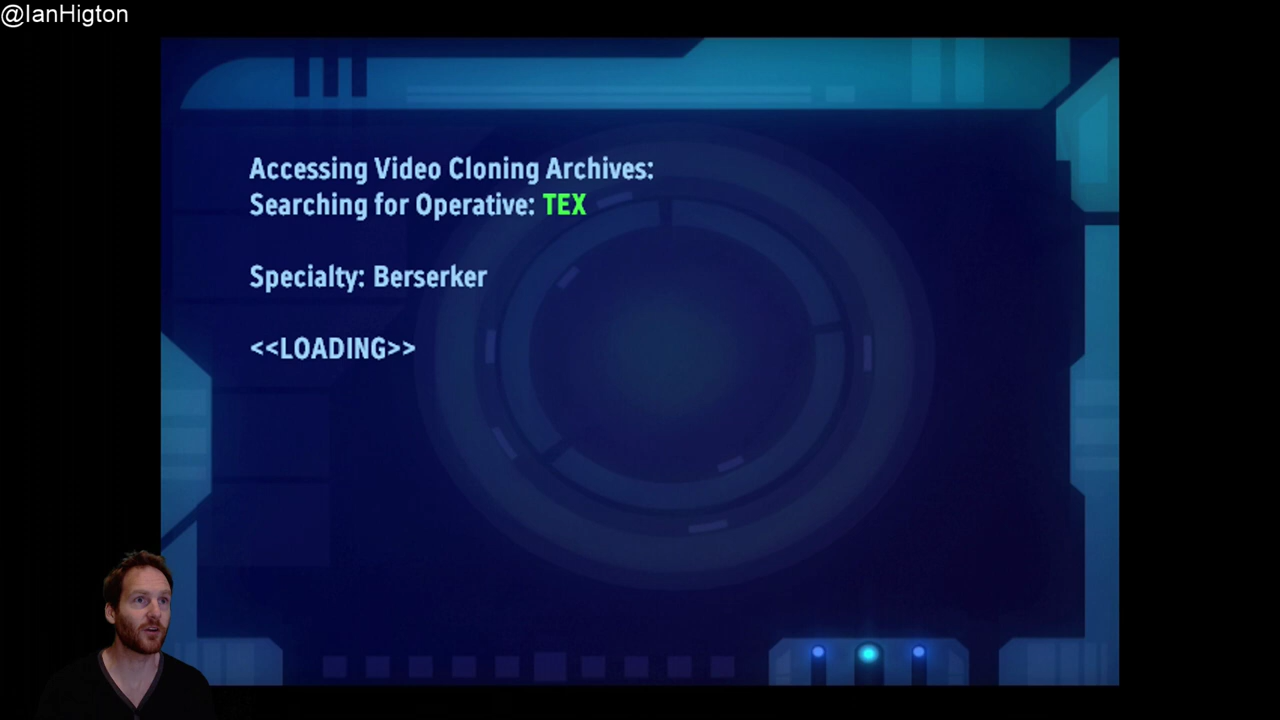 @IanHigton
Accessing Video Cloning Archives:
Searching for Operative: TEX
Specialty: Berserker
<<LOADING>>